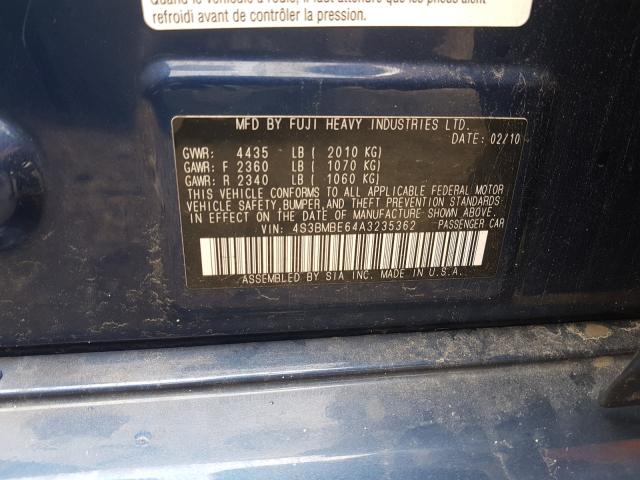 refroidi avant de contrôler la pression.
MFD BY FUJI HEAVY INDUSTRIES LTD.
DATE: 02/10
GVWR: 4435 LB ( 2010 KG)
GAWR: F 2360 LB ( 1070 KG)
GAWR: R 2340 LB ( 1060 KG)
THIS VEHICLE CONFORMS TO ALL APPLICABLE FEDERAL MOTOR
VEHICLE SAFETY, BUMPER, AND THEFT PREVENTION STANDARDS
IN EFFECT ON THE DATE OF MANUFACTURE SHOWN ABOVE.
VIN: 4S3BMBE64A3235362 PASSENGER CAR
ASSEMBLED BY SIA INC. MADE IN U.S.A.